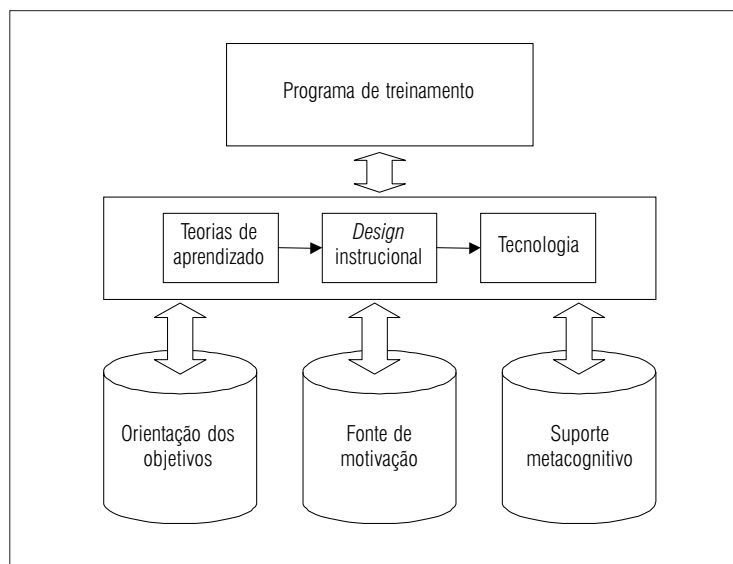 Programa de treinamento
Teorias de
aprendizado
Design
instrucional
Tecnologia
Orientação dos
objetivos
Fonte de
motivação
Suporte
metacognitivo